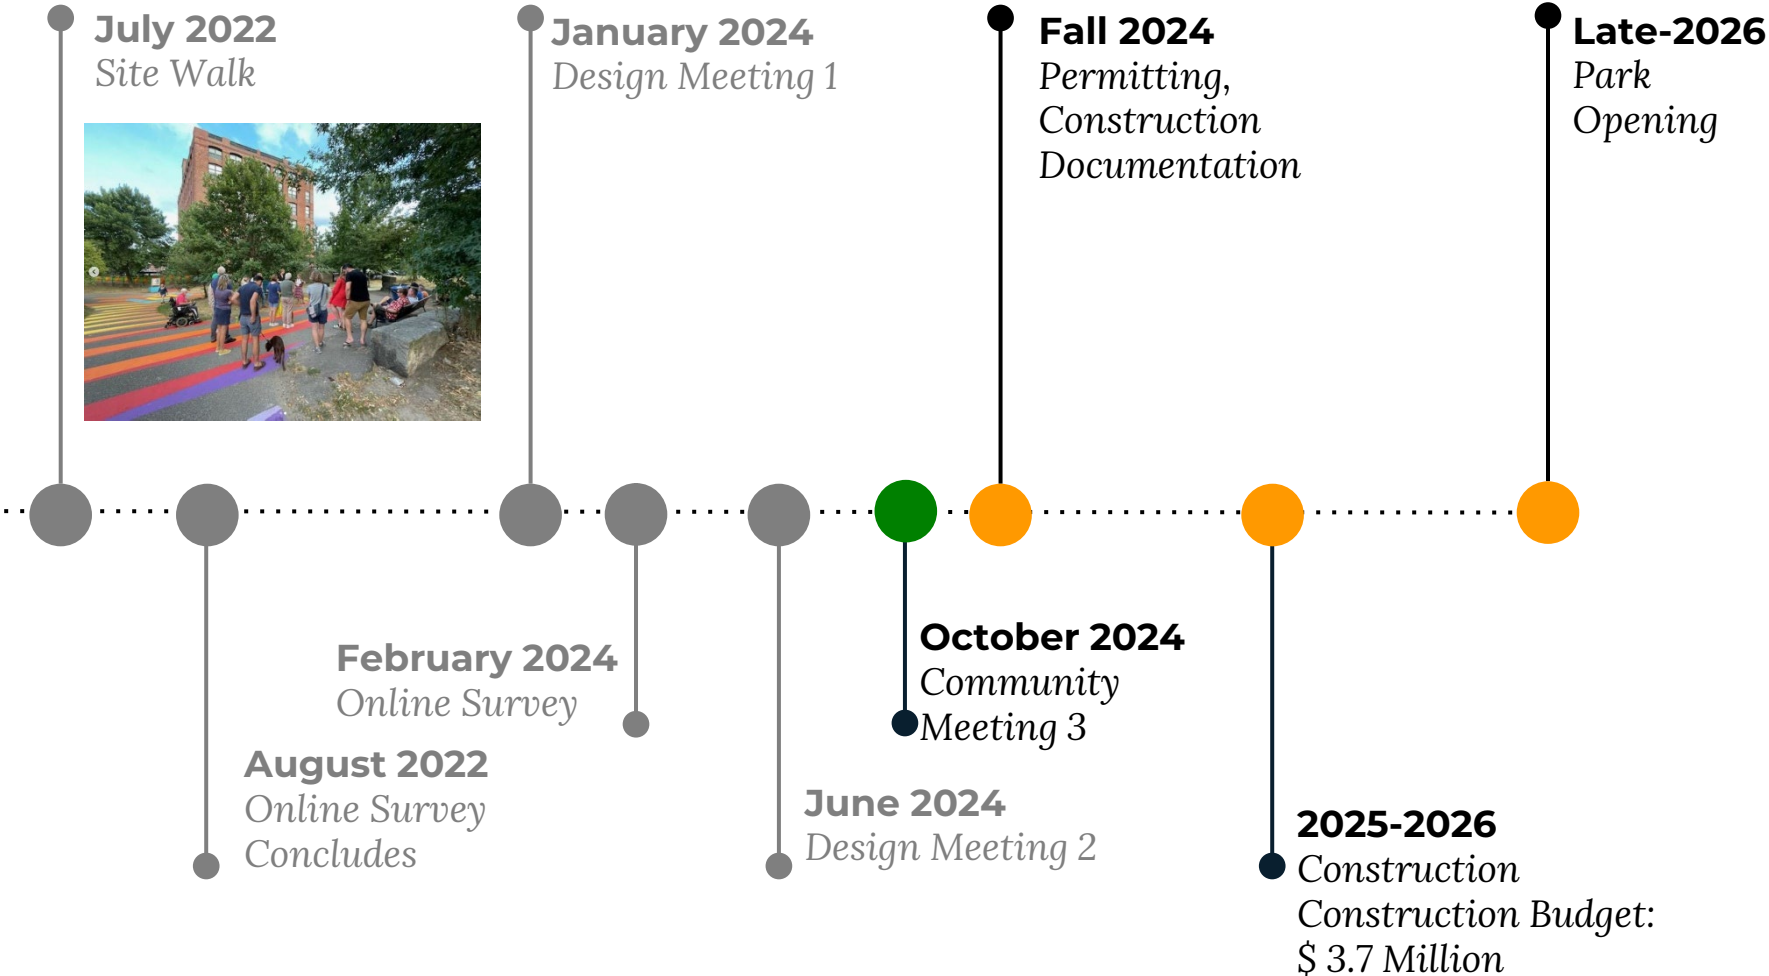 July 2022
Site Walk
January 2024
Design Meeting 1
Fall 2024
Permitting,
Construction
Documentation
Late-2026
Park
Opening
February 2024
Online Survey
August 2022
Online Survey
Concludes
October 2024
Community
Meeting 3
June 2024
Design Meeting 2
2025-2026
Construction
Construction Budget:
$ 3.7 Million